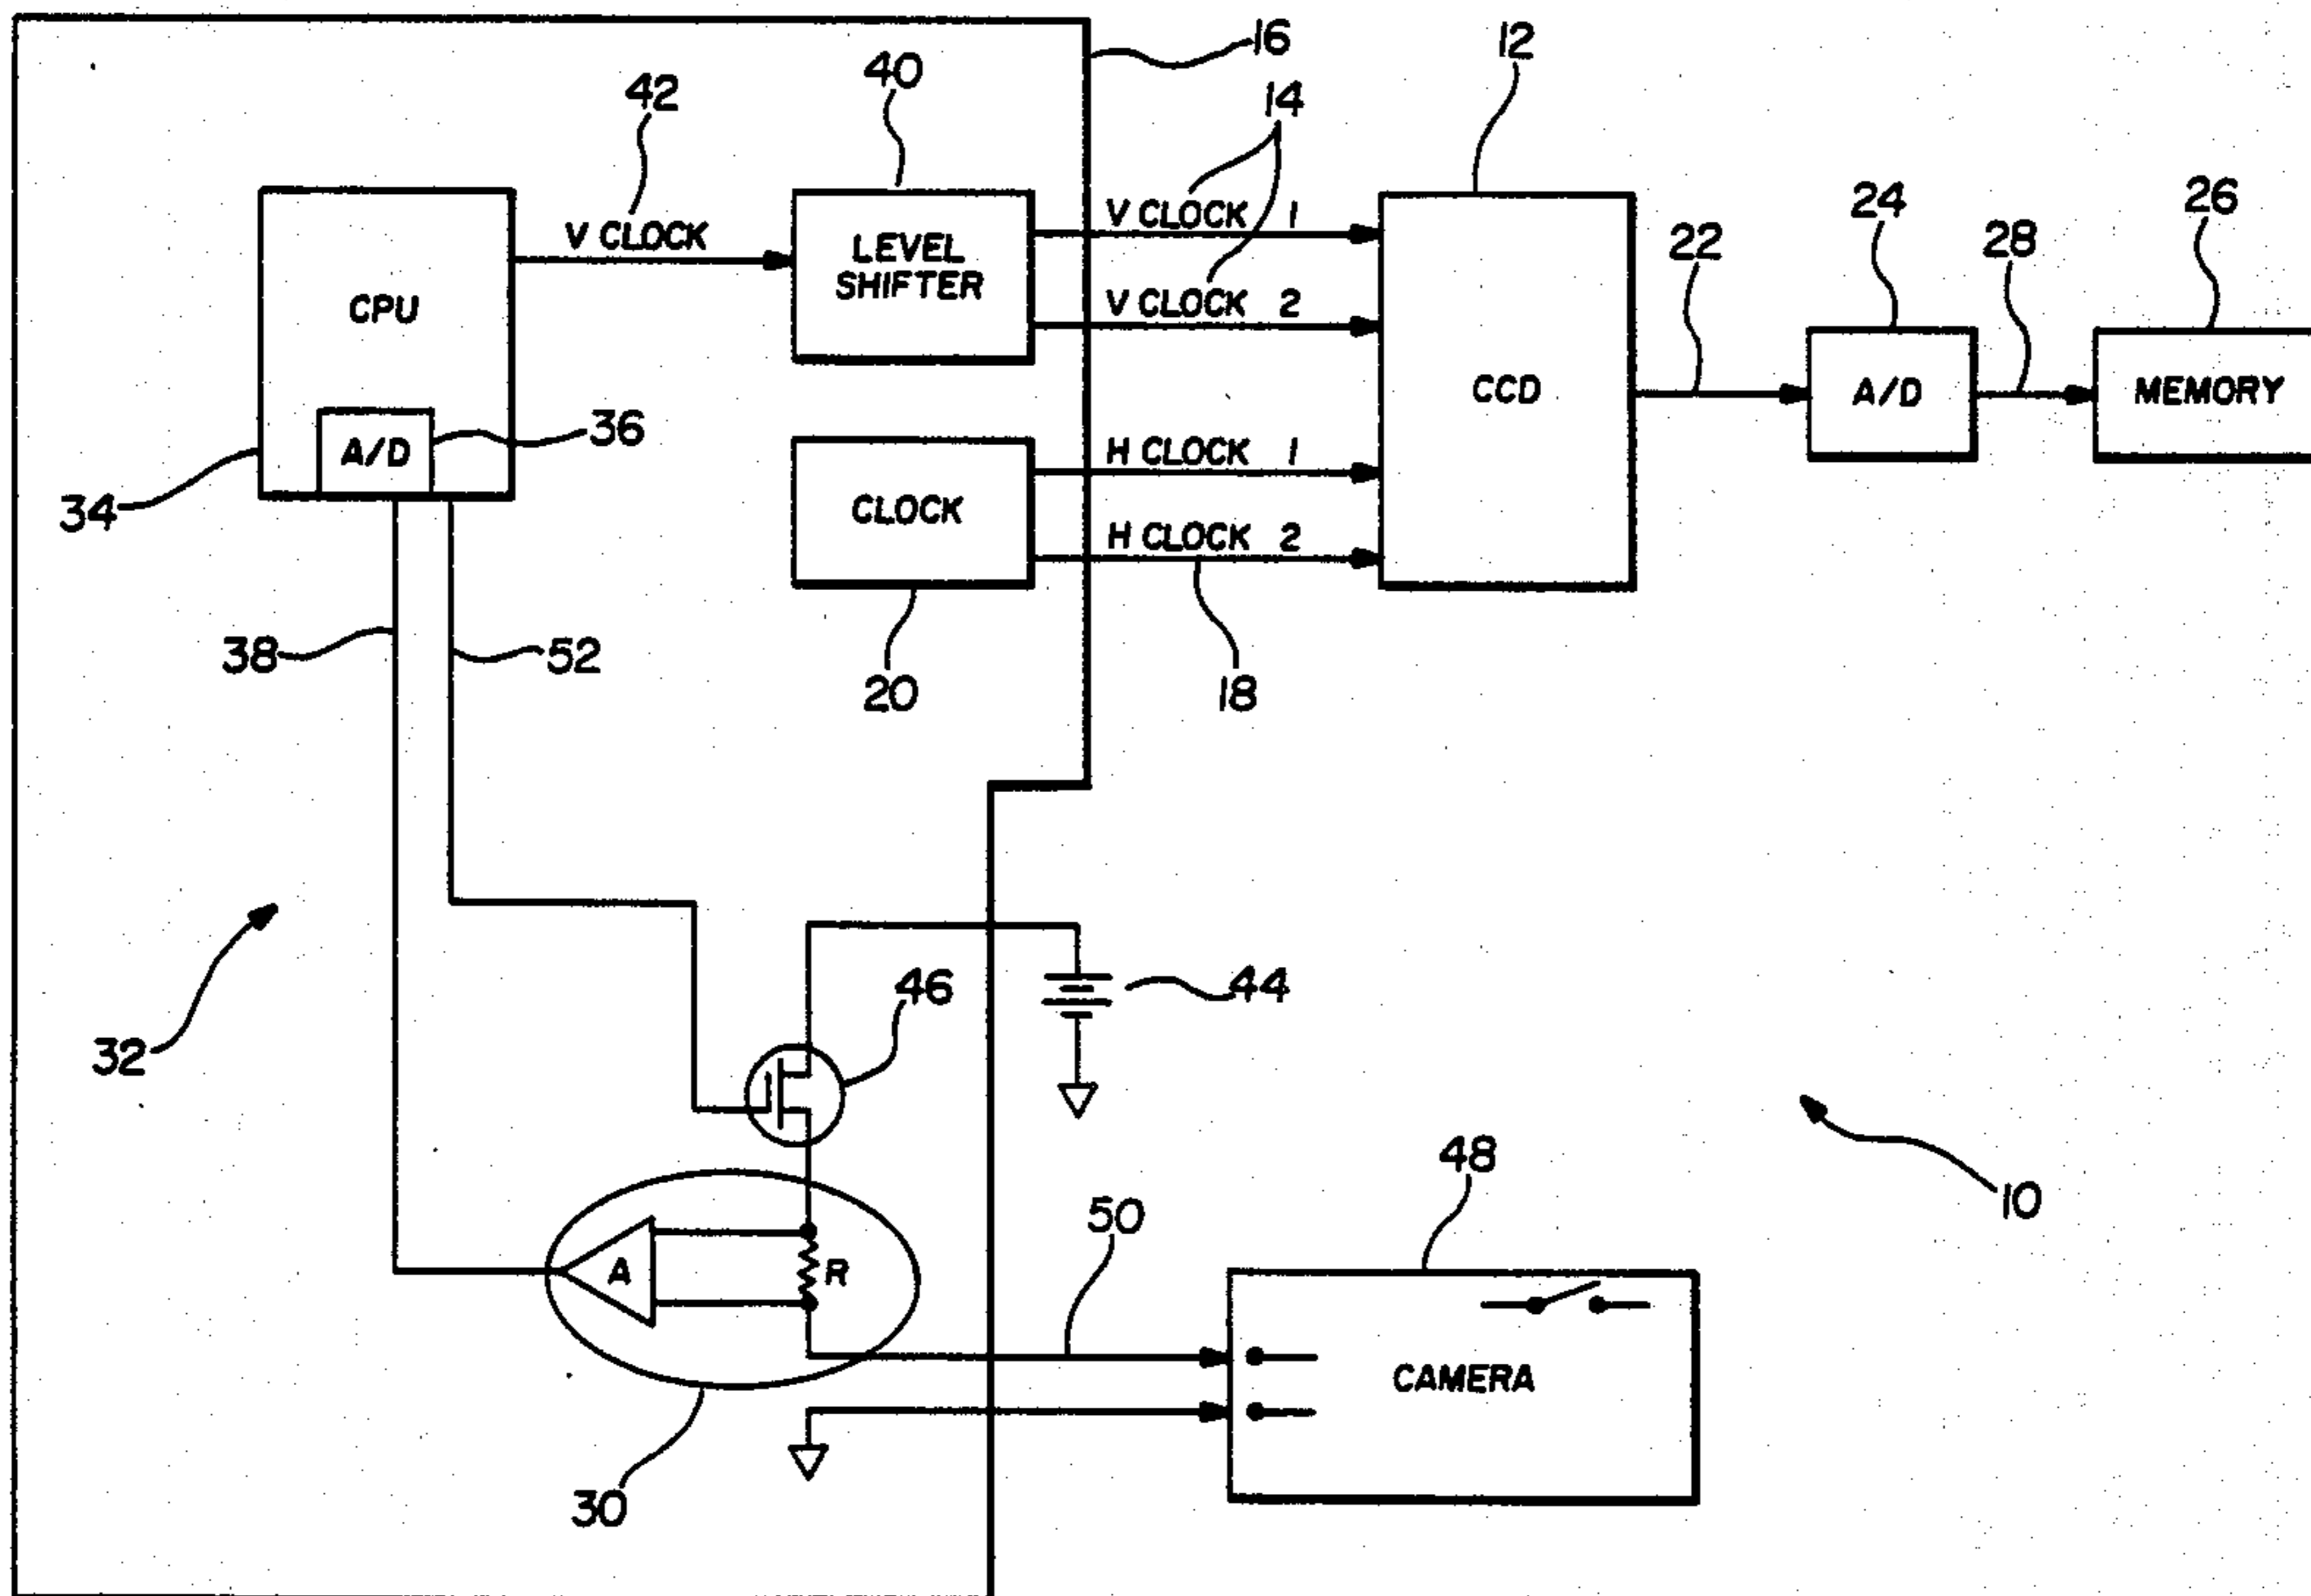 16
12
40
14
42
24
26
V CLOCK 1
22
28
V CLOCK
LEVEL
SHIFTER
CPU
V CLOCK 2
CCD
A/D
MEMORY
36
A/D
H CLOCK 1
34
CLOCK
H CLOCK 2
38
52
20
18
46
44
32
48
10
50
A
R
CAMERA
30